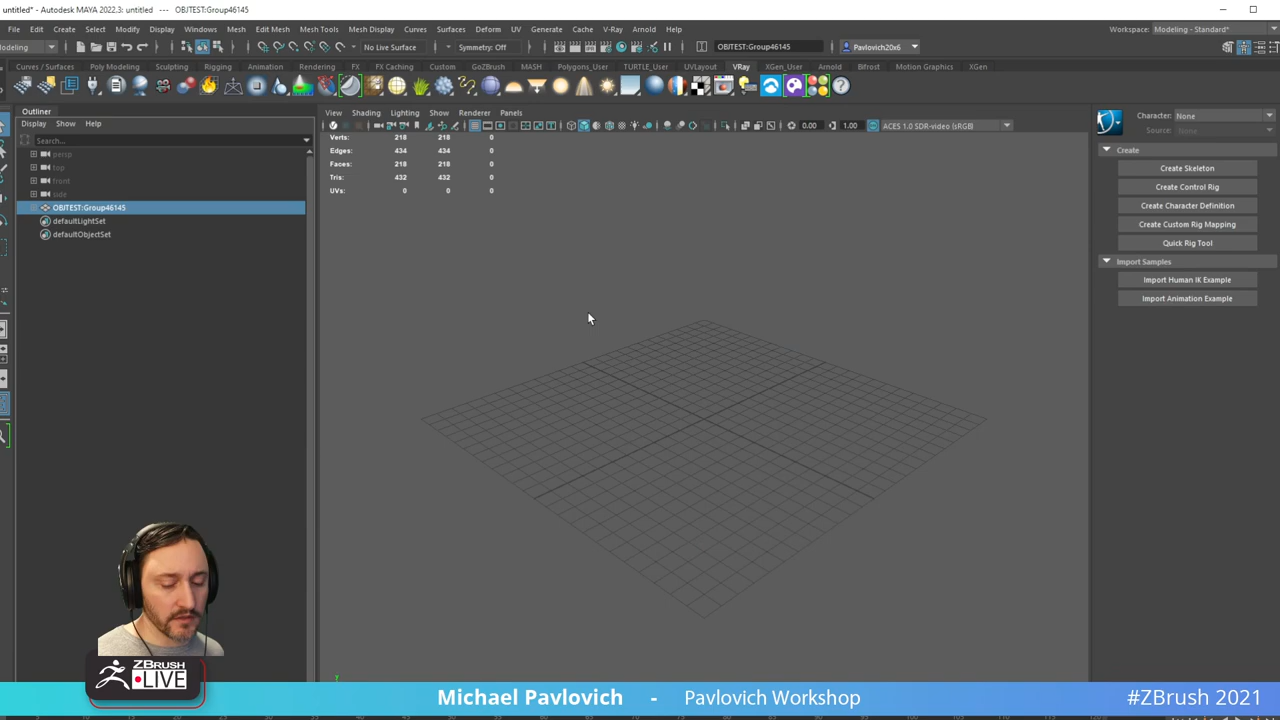 untitled* - Autodesk MAYA 2022.3: untitled --- OBJTEST:Group46145
File Edit Create Select Modify Display Windows Mesh Edit Mesh Mesh Tools Mesh Display Curves Surfaces Deform UV Generate Cache V-Ray Arnold Help
Workspace: Modeling - Standard*
odeling No Live Surface Symmetry: Off OBJTEST:Group46145 Pavlovich20x6
Curves / Surfaces Poly Modeling Sculpting Rigging Animation Rendering FX FX Caching Custom GoZBrush MASH Polygons_User TURTLE_User UVLayout VRay XGen_User Arnold Bifrost Motion Graphics XGen
Outliner
Display Show Help
Search...
persp
top
front
side
OBJTEST:Group46145
defaultLightSet
defaultObjectSet
View Shading Lighting Show Renderer Panels
0.00 1.00 ACES 1.0 SDR-video (sRGB)
Verts: 218 218 0
Edges: 434 434 0
Faces: 218 218 0
Tris: 432 432 0
UVs: 0 0 0
Character: None
Source: None
Create
Create Skeleton
Create Control Rig
Create Character Definition
Create Custom Rig Mapping
Quick Rig Tool
Import Samples
Import Human IK Example
Import Animation Example
ZBRUSH
LIVE
Michael Pavlovich - Pavlovich Workshop #ZBrush 2021